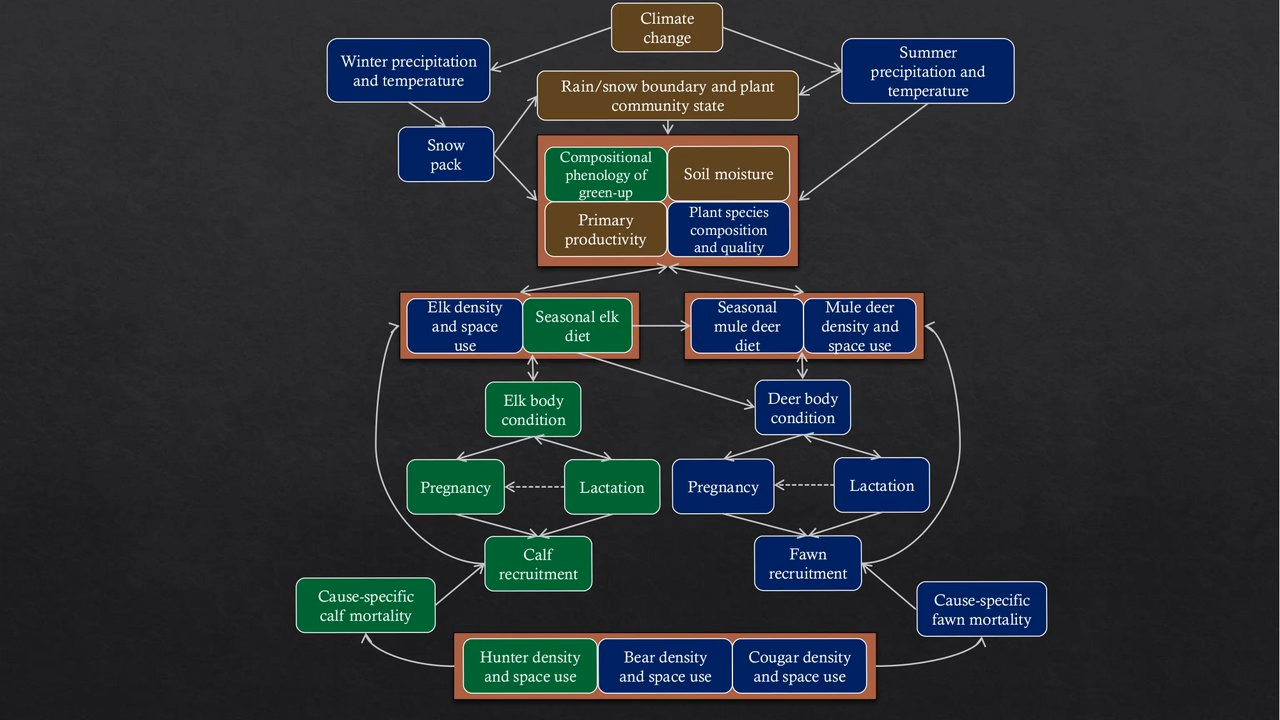 Climate
change
Winter precipitation
and temperature
Summer
precipitation and
temperature
Rain/snow boundary and plant
community state
Snow
pack
Compositional
phenology of
green-up
Soil moisture
Primary
productivity
Plant species
composition
and quality
Elk density
and space
use
Seasonal elk
diet
Seasonal
mule deer
diet
Mule deer
density and
space use
Elk body
condition
Deer body
condition
Pregnancy
Lactation
Pregnancy
Lactation
Calf
recruitment
Fawn
recruitment
Cause-specific
calf mortality
Cause-specific
fawn mortality
Hunter density
and space use
Bear density
and space use
Cougar density
and space use